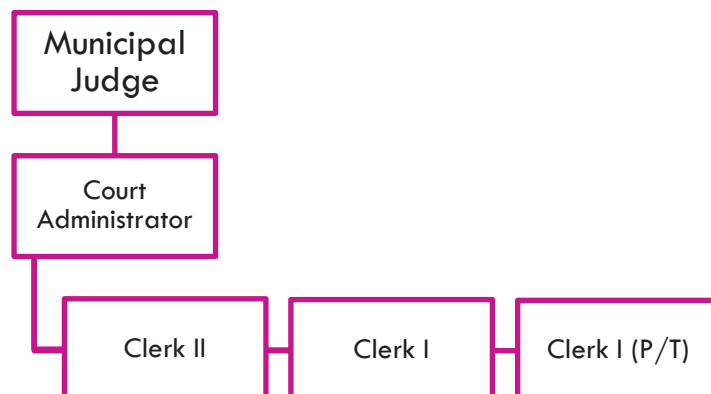 Municipal
Judge
Court
Administrator
Clerk II
Clerk I
Clerk I (P/T)